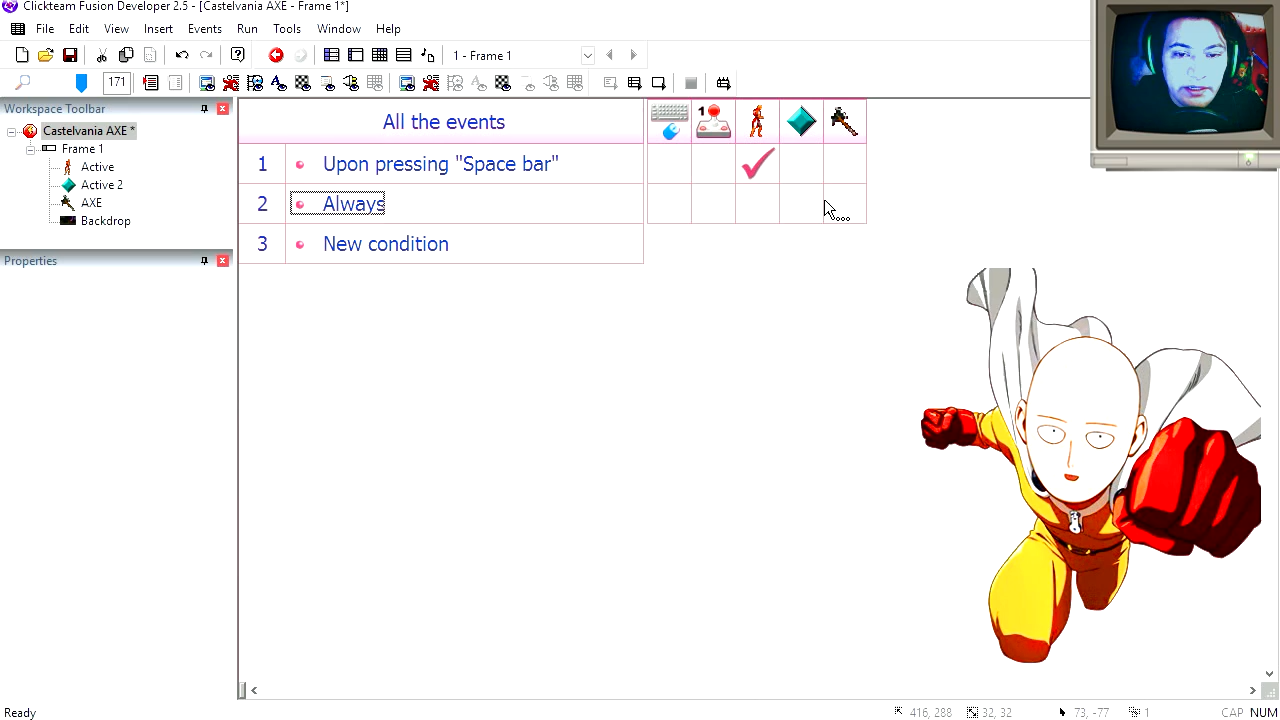 Clickteam Fusion Developer 2.5 - [Castelvania AXE - Frame 1*]
File Edit View Insert Events Run Tools Window Help
1 - Frame 1
171
Workspace Toolbar
Castelvania AXE *
Frame 1
Active
Active 2
AXE
Backdrop
Properties
All the events
1
1 Upon pressing "Space bar"
2 Always
3 New condition
Ready
416, 288 32, 32 73, -77 1 CAP NUM